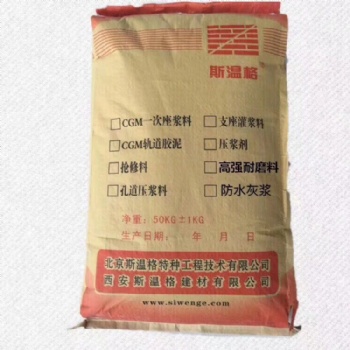 斯温格
CGM一次座浆料 支座灌浆料
CGM轨道胶泥 压浆剂
抢修料 高强耐磨料
孔道压浆料 防水灰浆
净重:50KG±1KG
生产日期: 年 月 日
北京斯温格特种工程技术有限公司
西安斯温格建材有限公司
www.siwenge.com